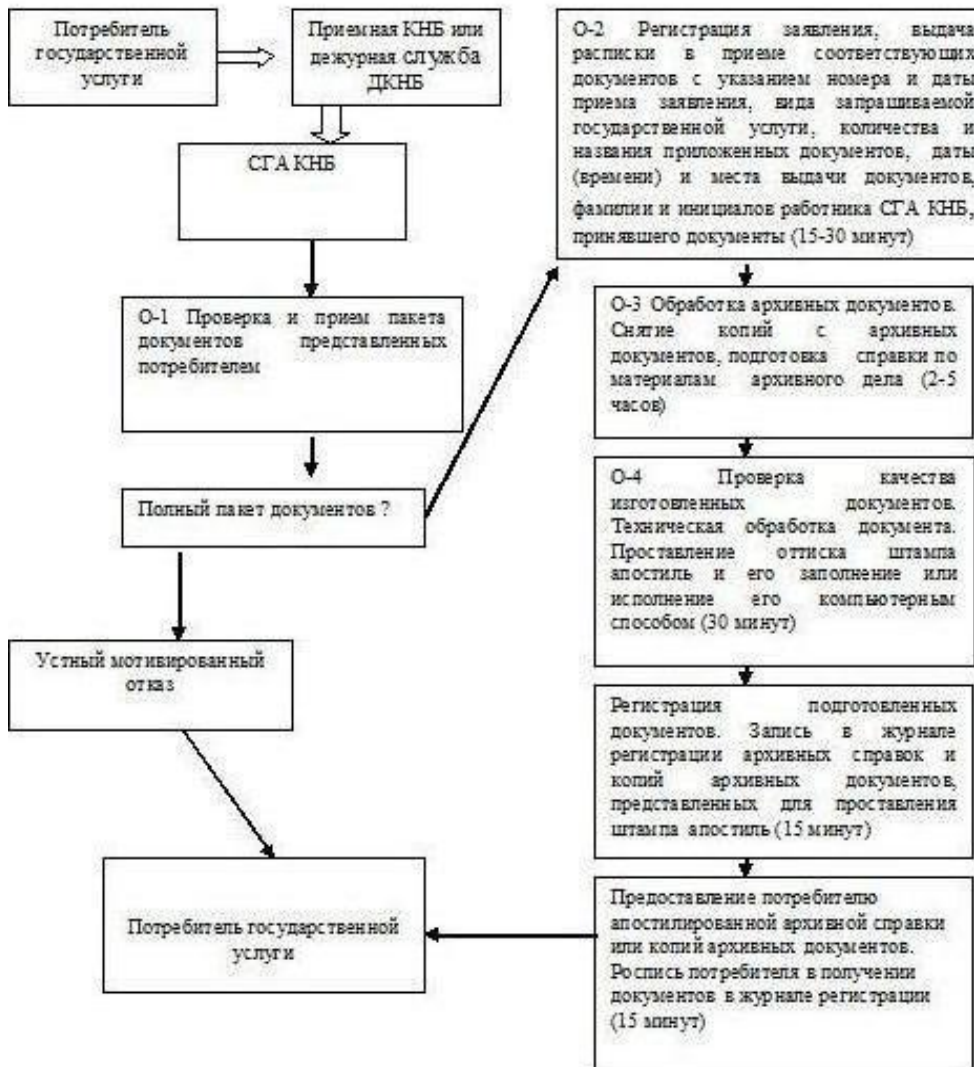 Потребитель
государственной
услуги
Приемная КНБ или
дежурная служба
ДКНБ
СГА КНБ
О-1 Проверка и прием пакета
документов представленных
потребителем
Полный пакет документов ?
Устный мотивированный
отказ
Потребитель государственной
услуги
О-2 Регистрация заявления, выдача
расписки в приеме соответствующих
документов с указанием номера и даты
приема заявления, вида запрашиваемой
государственной услуги, количества и
названия приложенных документов, даты
(времени) и места выдачи документов,
фамилии и инициалов работника СГА КНБ,
принявшего документы (15-30 минут)
О-3 Обработка архивных документов.
Снятие копий с архивных
документов, подготовка справки по
материалам архивного дела (2-5
часов)
О-4 Проверка качества
изготовленных документов.
Техническая обработка документа.
Проставление оттиска штампа
апостиль и его заполнение или
исполнение его компьютерным
способом (30 минут)
Регистрация подготовленных
документов. Запись в журнале
регистрации архивных справок и
копий архивных документов,
представленных для проставления
штампа апостиль (15 минут)
Предоставление потребителю
апостилированной архивной справки
или копий архивных документов.
Роспись потребителя в получении
документов в журнале регистрации
(15 минут)